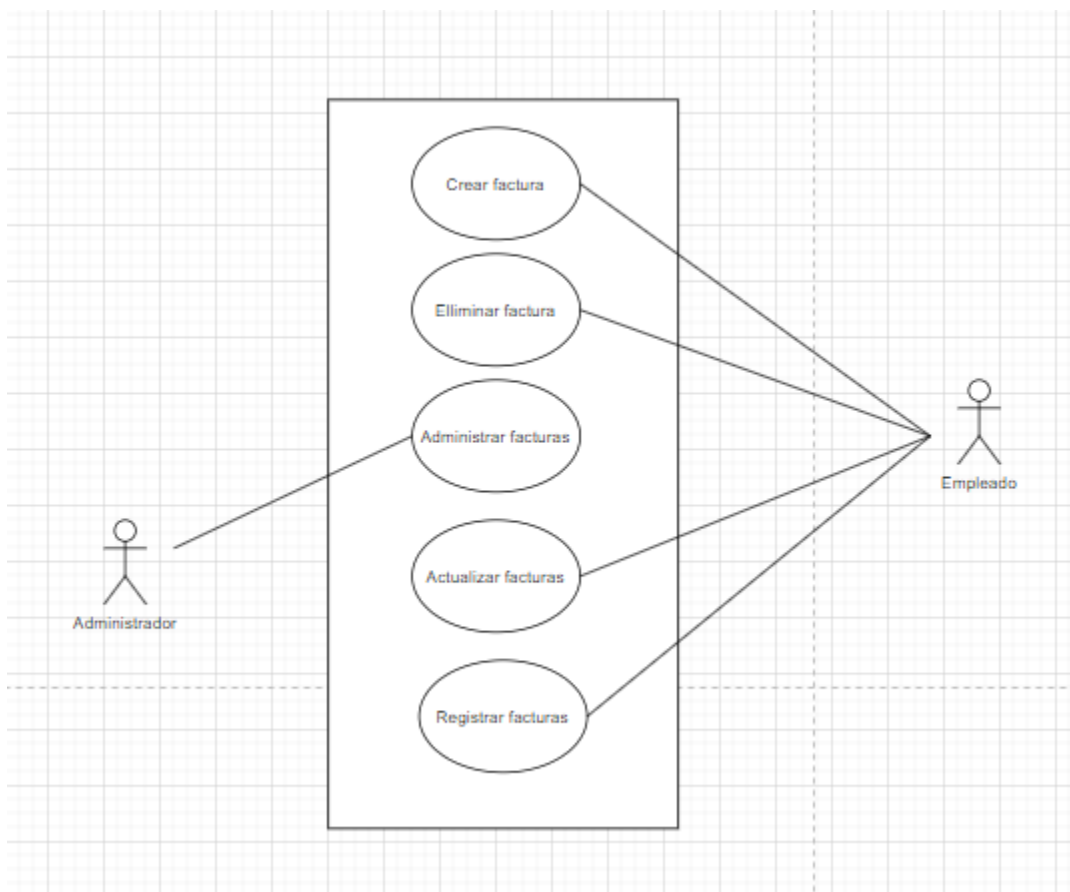 Crear factura
Elliminar factura
Administrar facturas
Empleado
Actualizar facturas
Administrador
Registrar facturas